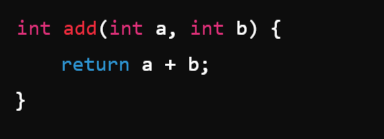 int add(int a, int b) {
    return a + b;
}